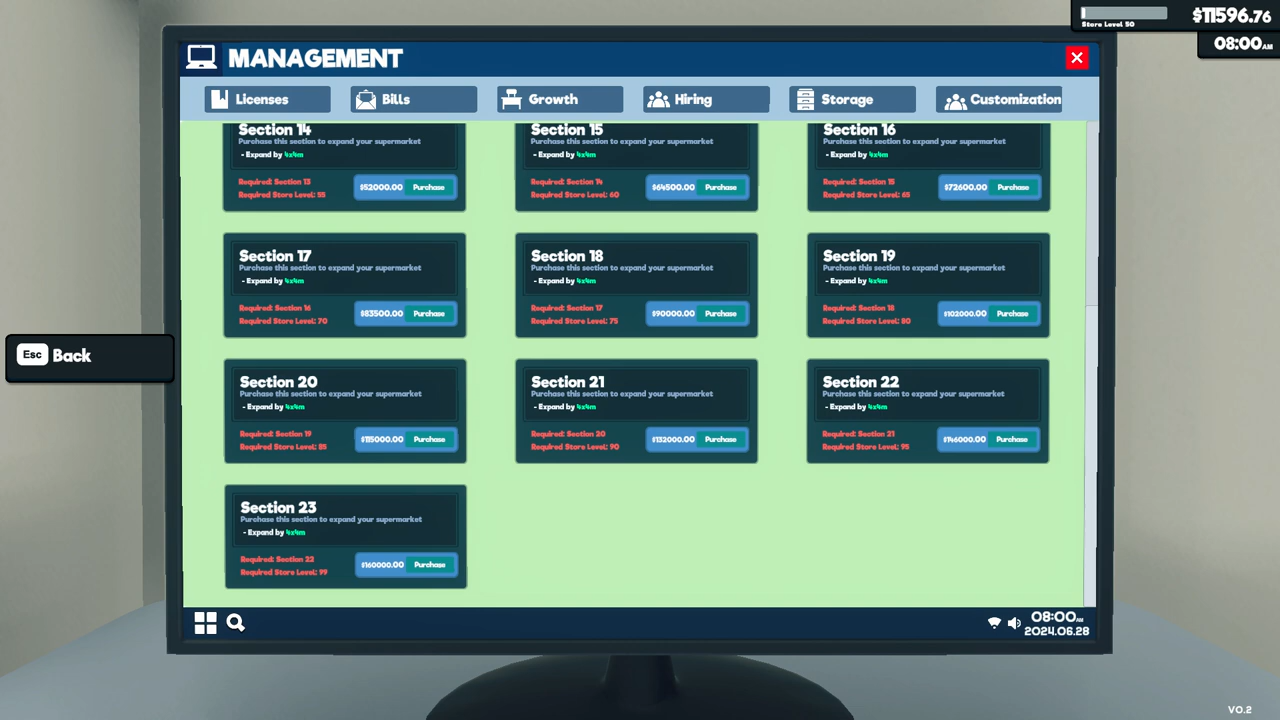 $11596.76
Store Level 50
08:00AM
MANAGEMENT
Licenses
Bills
Growth
Hiring
Storage
Customization
Section 14
Purchase this section to expand your supermarket
- Expand by 4x4m
Required: Section 13
Required Store Level: 55
$52000.00 Purchase
Section 15
Purchase this section to expand your supermarket
- Expand by 4x4m
Required: Section 14
Required Store Level: 60
$64500.00 Purchase
Section 16
Purchase this section to expand your supermarket
- Expand by 4x4m
Required: Section 15
Required Store Level: 65
$72600.00 Purchase
Section 17
Purchase this section to expand your supermarket
- Expand by 4x4m
Required: Section 16
Required Store Level: 70
$83500.00 Purchase
Section 18
Purchase this section to expand your supermarket
- Expand by 4x4m
Required: Section 17
Required Store Level: 75
$90000.00 Purchase
Section 19
Purchase this section to expand your supermarket
- Expand by 4x4m
Required: Section 18
Required Store Level: 80
$102000.00 Purchase
Esc Back
Section 20
Purchase this section to expand your supermarket
- Expand by 4x4m
Required: Section 19
Required Store Level: 85
$115000.00 Purchase
Section 21
Purchase this section to expand your supermarket
- Expand by 4x4m
Required: Section 20
Required Store Level: 90
$132000.00 Purchase
Section 22
Purchase this section to expand your supermarket
- Expand by 4x4m
Required: Section 21
Required Store Level: 95
$146000.00 Purchase
Section 23
Purchase this section to expand your supermarket
- Expand by 4x4m
Required: Section 22
Required Store Level: 99
$160000.00 Purchase
08:00AM
2024.06.28
V0.2